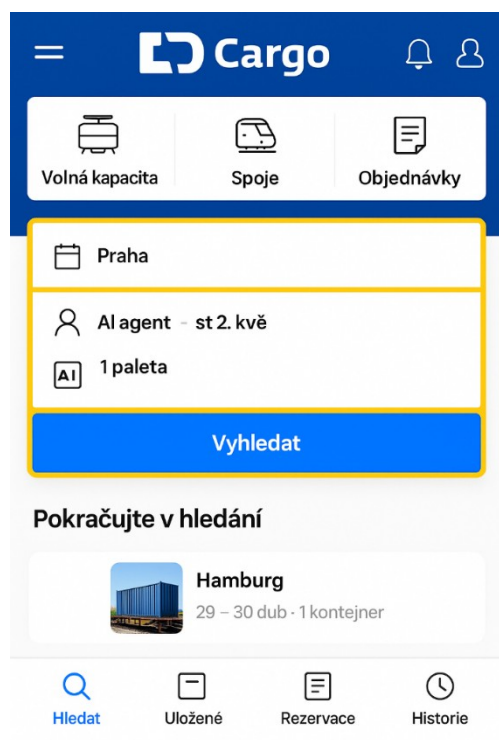 Cargo
Volná kapacita
Spoje
Objednávky
Praha
AI agent - st 2. kvě
AI
1 paleta
Vyhledat
Pokračujte v hledání
Hamburg
29 – 30 dub · 1 kontejner
Hledat
Uložené
Rezervace
Historie